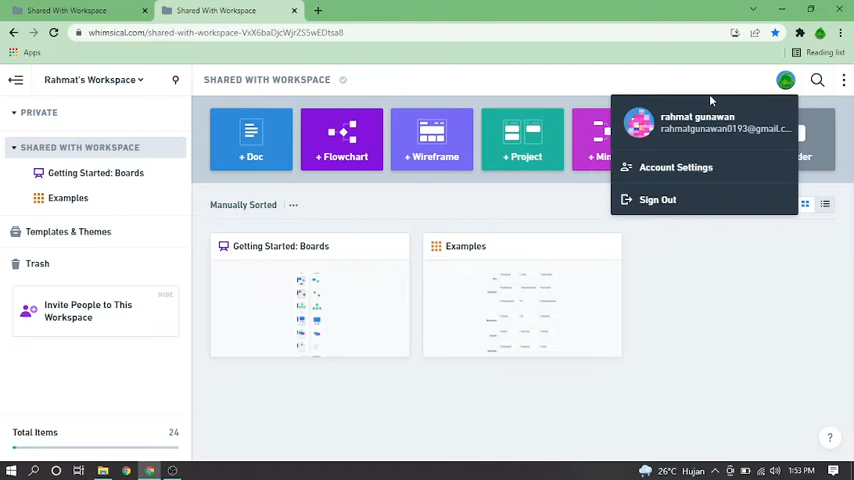 Shared With Workspace
Shared With Workspace
whimsical.com/shared-with-workspace-VxX6baDjcWjrZS5wEDtsa8
Apps
Reading list
Rahmat's Workspace
SHARED WITH WORKSPACE
PRIVATE
SHARED WITH WORKSPACE
Getting Started: Boards
Examples
Templates & Themes
Trash
HIDE
Invite People to This
Workspace
Total Items 24
+ Doc
+ Flowchart
+ Wireframe
+ Project
rahmat gunawan
rahmatgunawan0193@gmail.c...
Account Settings
Sign Out
Manually Sorted
Getting Started: Boards
Examples
?
26°C Hujan
1:53 PM